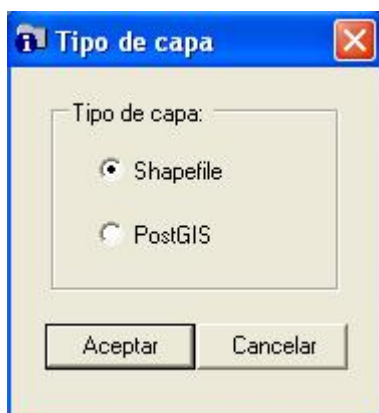 Tipo de capa
Tipo de capa:
Shapefile
PostGIS
Aceptar Cancelar